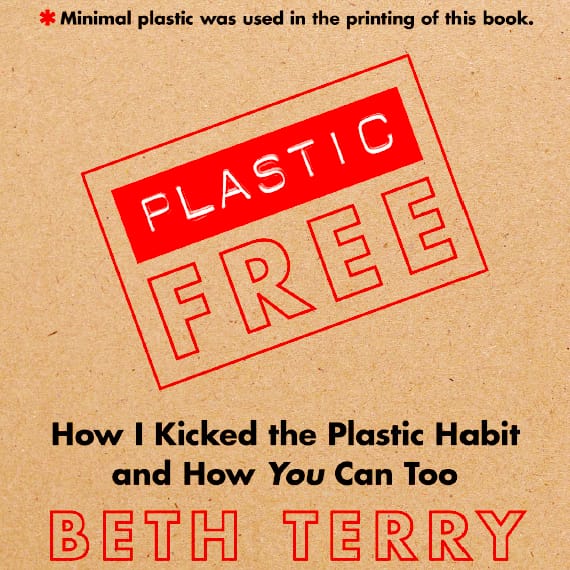 ✱ Minimal plastic was used in the printing of this book.
PLASTIC
FREE
How I Kicked the Plastic Habit
and How You Can Too
BETH TERRY